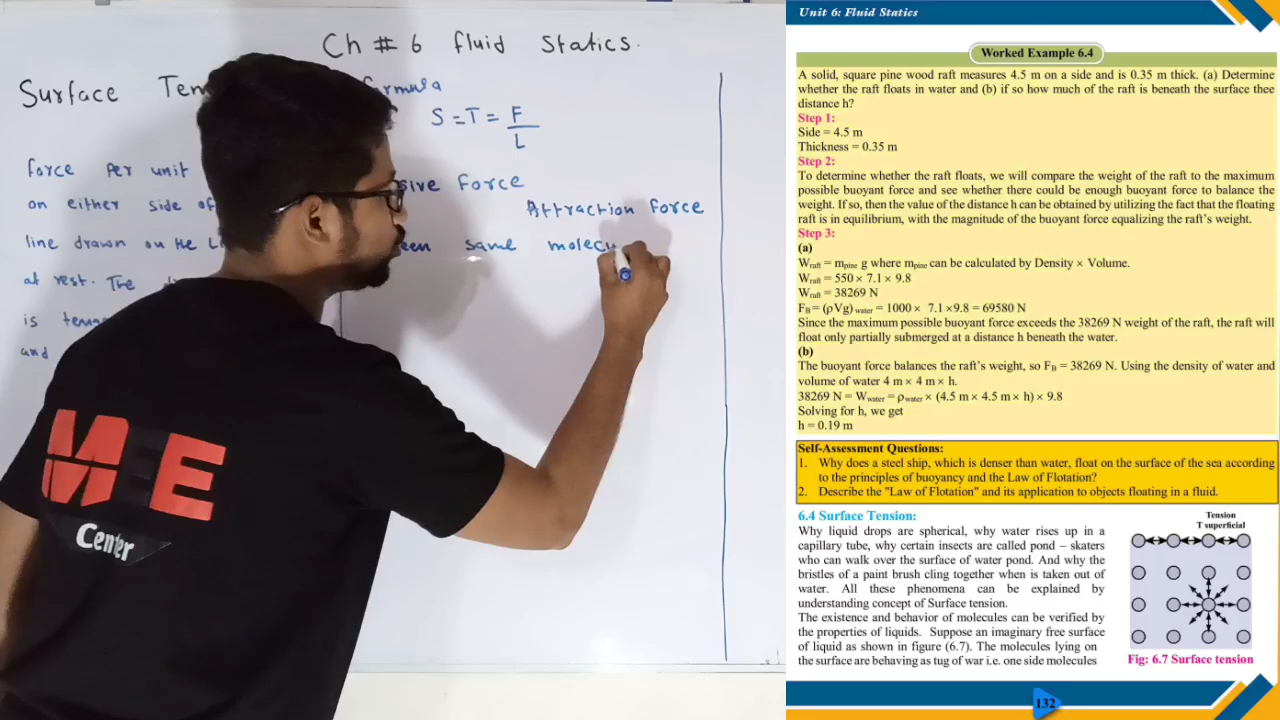 Ch # 6 fluid Statics.
Surface Ten
formula
S = T = F
L
force Per unit
on either side of
line drawn on the L
at rest. The
is
and
sive Force
Attraction force
een same molecu
MEE
Center
Unit 6: Fluid Statics
Worked Example 6.4
A solid, square pine wood raft measures 4.5 m on a side and is 0.35 m thick. (a) Determine
whether the raft floats in water and (b) if so how much of the raft is beneath the surface thee
distance h?
Step 1:
Side = 4.5 m
Thickness = 0.35 m
Step 2:
To determine whether the raft floats, we will compare the weight of the raft to the maximum
possible buoyant force and see whether there could be enough buoyant force to balance the
weight. If so, then the value of the distance h can be obtained by utilizing the fact that the floating
raft is in equilibrium, with the magnitude of the buoyant force equalizing the raft's weight.
Step 3:
(a)
Wraft = mpine g where mpine can be calculated by Density × Volume.
Wraft = 550 × 7.1 × 9.8
Wraft = 38269 N
FB = (ρVg) water = 1000 × 7.1 ×9.8 = 69580 N
Since the maximum possible buoyant force exceeds the 38269 N weight of the raft, the raft will
float only partially submerged at a distance h beneath the water.
(b)
The buoyant force balances the raft's weight, so FB = 38269 N. Using the density of water and
volume of water 4 m × 4 m × h.
38269 N = Wwater = ρwater × (4.5 m × 4.5 m × h) × 9.8
Solving for h, we get
h = 0.19 m
Self-Assessment Questions:
1. Why does a steel ship, which is denser than water, float on the surface of the sea according
to the principles of buoyancy and the Law of Flotation?
2. Describe the "Law of Flotation" and its application to objects floating in a fluid.
6.4 Surface Tension:
Why liquid drops are spherical, why water rises up in a
capillary tube, why certain insects are called pond – skaters
who can walk over the surface of water pond. And why the
bristles of a paint brush cling together when is taken out of
water. All these phenomena can be explained by
understanding concept of Surface tension.
The existence and behavior of molecules can be verified by
the properties of liquids. Suppose an imaginary free surface
of liquid as shown in figure (6.7). The molecules lying on
the surface are behaving as tug of war i.e. one side molecules
Tension
T superficial
Fig: 6.7 Surface tension
132